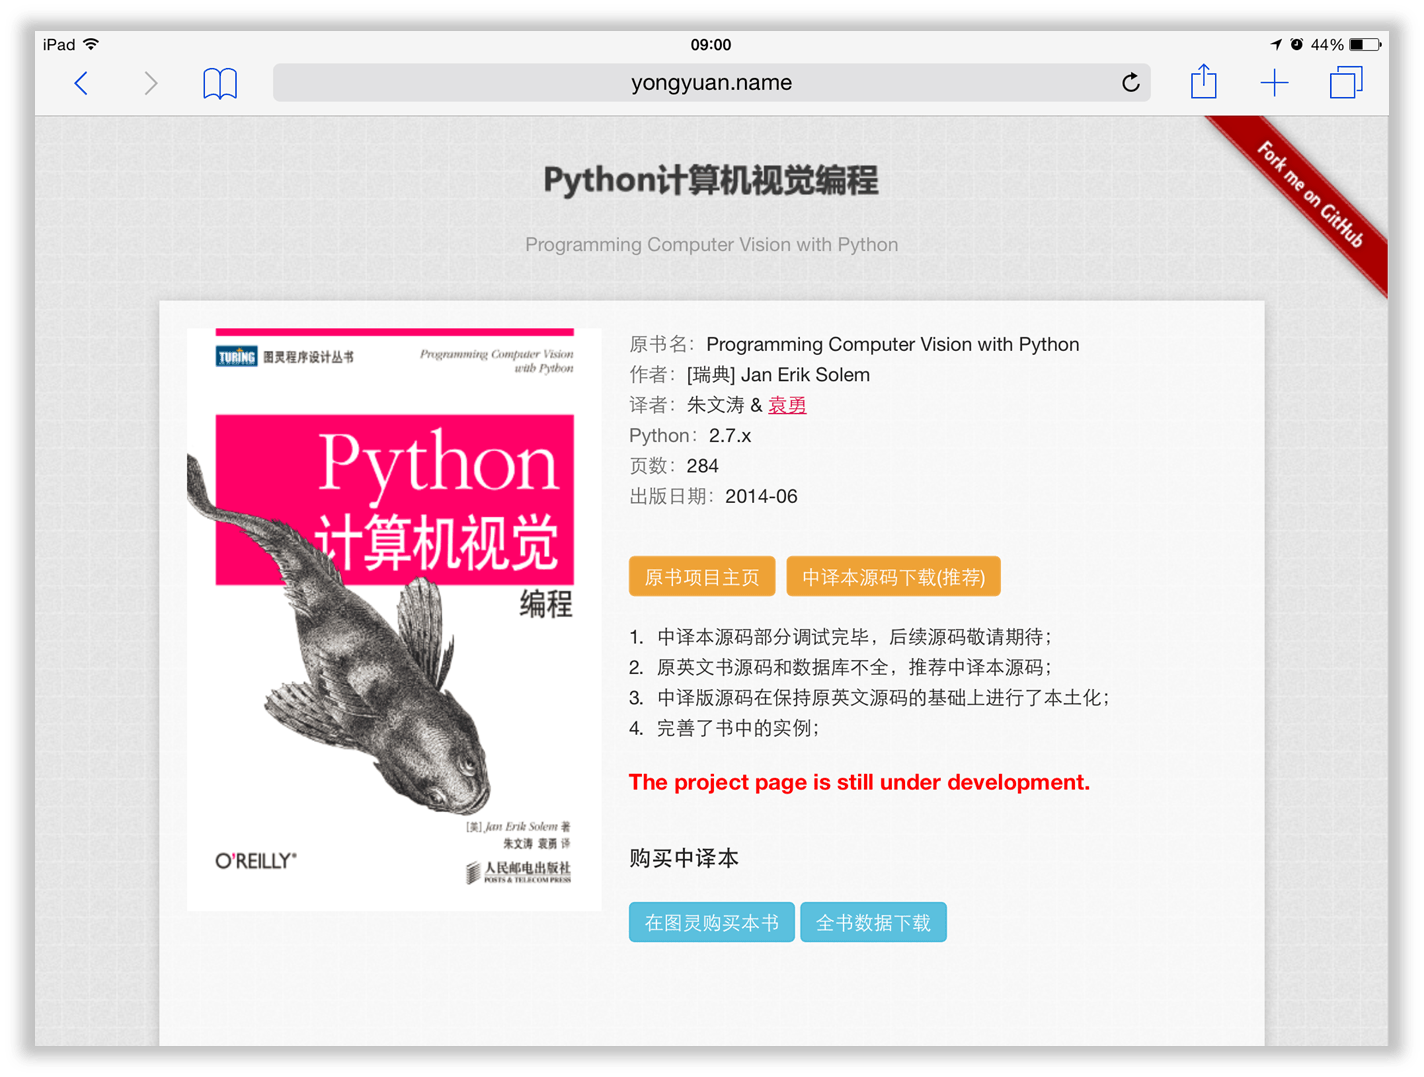 iPad 09:00 44%
yongyuan.name
Fork me on GitHub
Python计算机视觉编程
Programming Computer Vision with Python
TURING 图灵程序设计丛书
Programming Computer Vision
with Python
Python
计算机视觉
编程
[美] Jan Erik Solem 著
朱文涛 袁勇 译
O'REILLY®
人民邮电出版社
POSTS & TELECOM PRESS
原书名：Programming Computer Vision with Python
作者：[瑞典] Jan Erik Solem
译者：朱文涛 & 袁勇
Python：2.7.x
页数：284
出版日期：2014-06
原书项目主页 中译本源码下载(推荐)
1. 中译本源码部分调试完毕，后续源码敬请期待；
2. 原英文书源码和数据库不全，推荐中译本源码；
3. 中译版源码在保持原英文源码的基础上进行了本土化；
4. 完善了书中的实例；
The project page is still under development.
购买中译本
在图灵购买本书 全书数据下载